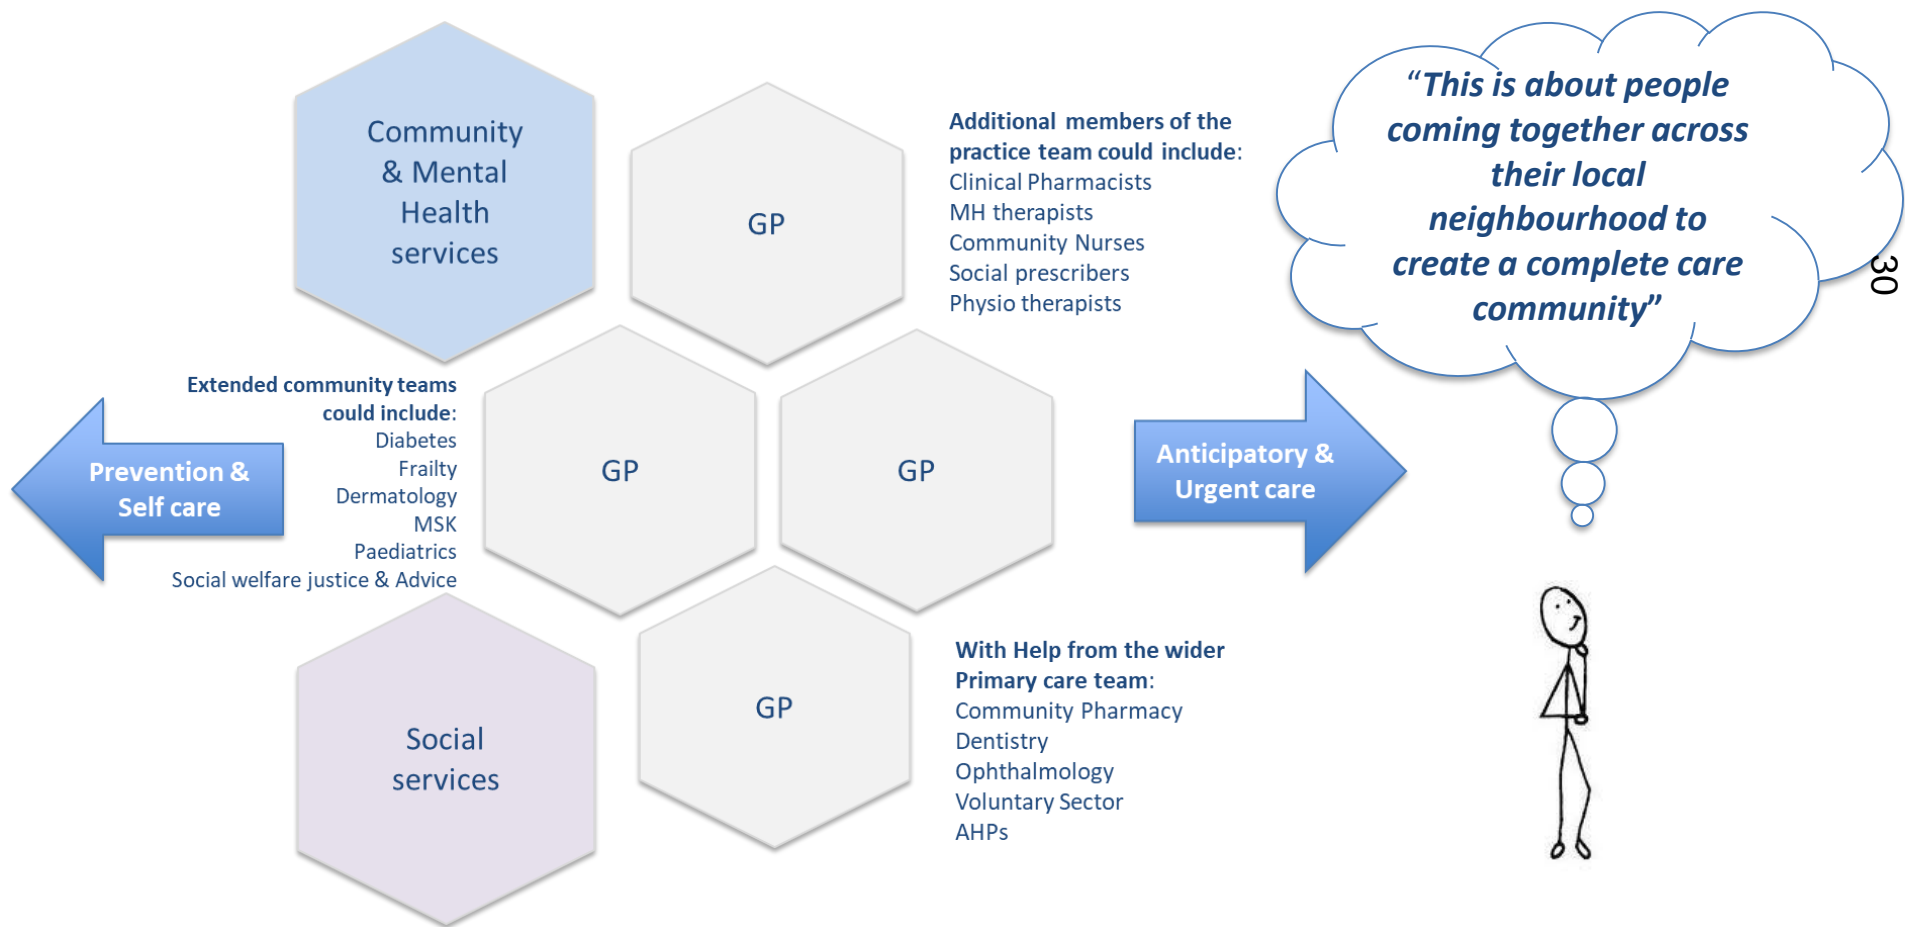 Community
& Mental
Health
services
GP
Additional members of the
practice team could include:
Clinical Pharmacists
MH therapists
Community Nurses
Social prescribers
Physio therapists
“This is about people
coming together across
their local
neighbourhood to
create a complete care
community”
30
Extended community teams
could include:
Diabetes
Frailty
Dermatology
MSK
Paediatrics
Social welfare justice & Advice
Prevention &
Self care
GP
GP
Anticipatory &
Urgent care
Social
services
GP
With Help from the wider
Primary care team:
Community Pharmacy
Dentistry
Ophthalmology
Voluntary Sector
AHPs